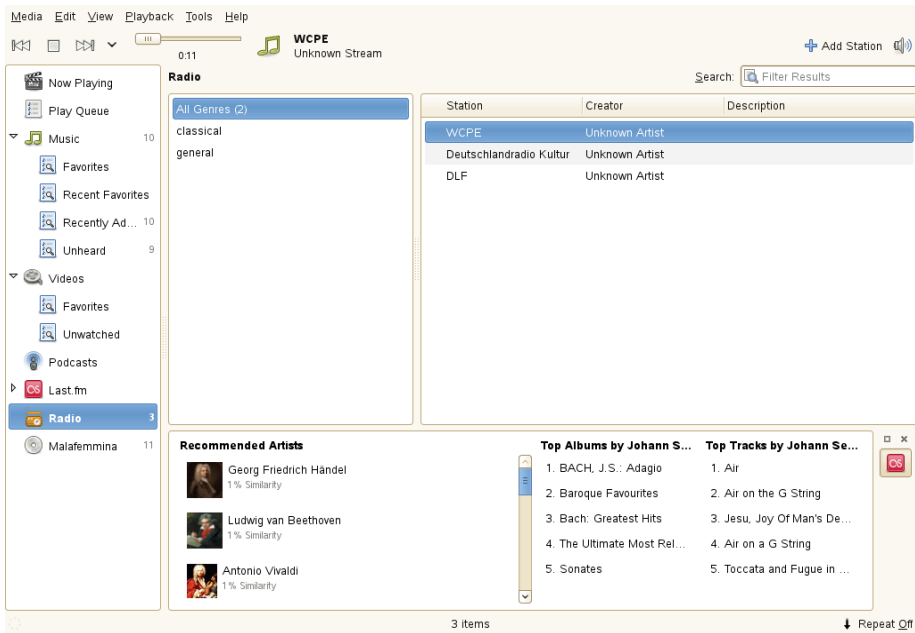 Media Edit View Playback Tools Help
0:11
WCPE
Unknown Stream
Add Station
Now Playing
Play Queue
Music 10
Favorites
Recent Favorites
Recently Ad... 10
Unheard 9
Videos
Favorites
Unwatched
Podcasts
Last.fm
Radio 3
Malafemmina 11
Radio
Search: Filter Results
All Genres (2)
classical
general
Station Creator Description
WCPE Unknown Artist
Deutschlandradio Kultur Unknown Artist
DLF Unknown Artist
Recommended Artists
Georg Friedrich Händel
1% Similarity
Ludwig van Beethoven
1% Similarity
Antonio Vivaldi
1% Similarity
Top Albums by Johann S...
1. BACH, J.S.: Adagio
2. Baroque Favourites
3. Bach: Greatest Hits
4. The Ultimate Most Rel...
5. Sonates
Top Tracks by Johann Se...
1. Air
2. Air on the G String
3. Jesu, Joy Of Man's De...
4. Air on a G String
5. Toccata and Fugue in ...
3 items
Repeat Off